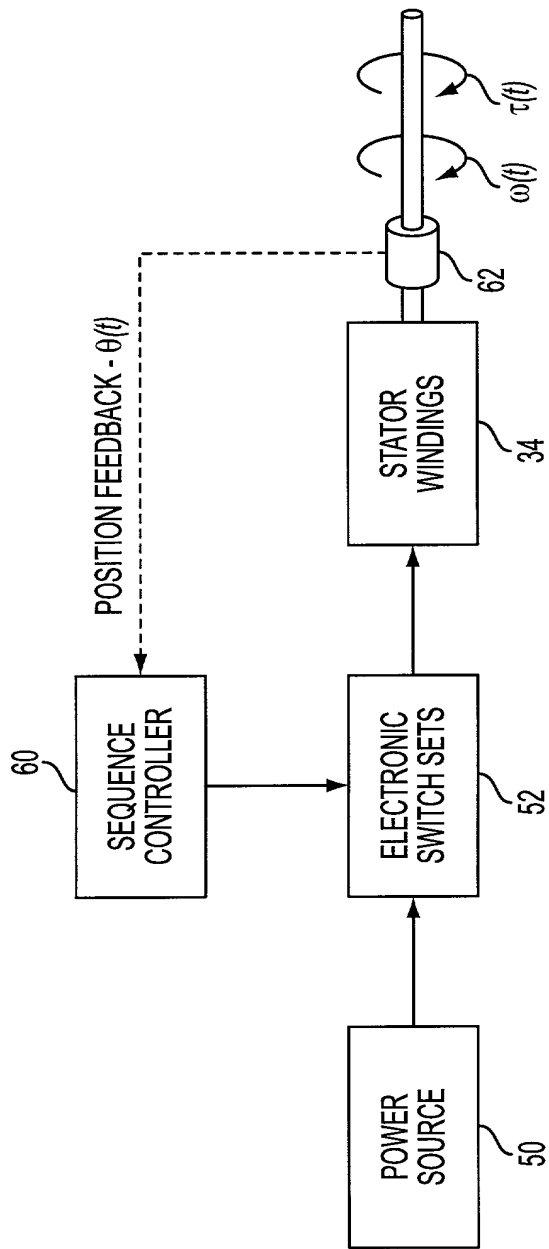 POSITION FEEDBACK - θ(t)
60
SEQUENCE
CONTROLLER
ω(t)
τ(t)
62
POWER
SOURCE
50
ELECTRONIC
SWITCH SETS
52
STATOR
WINDINGS
34